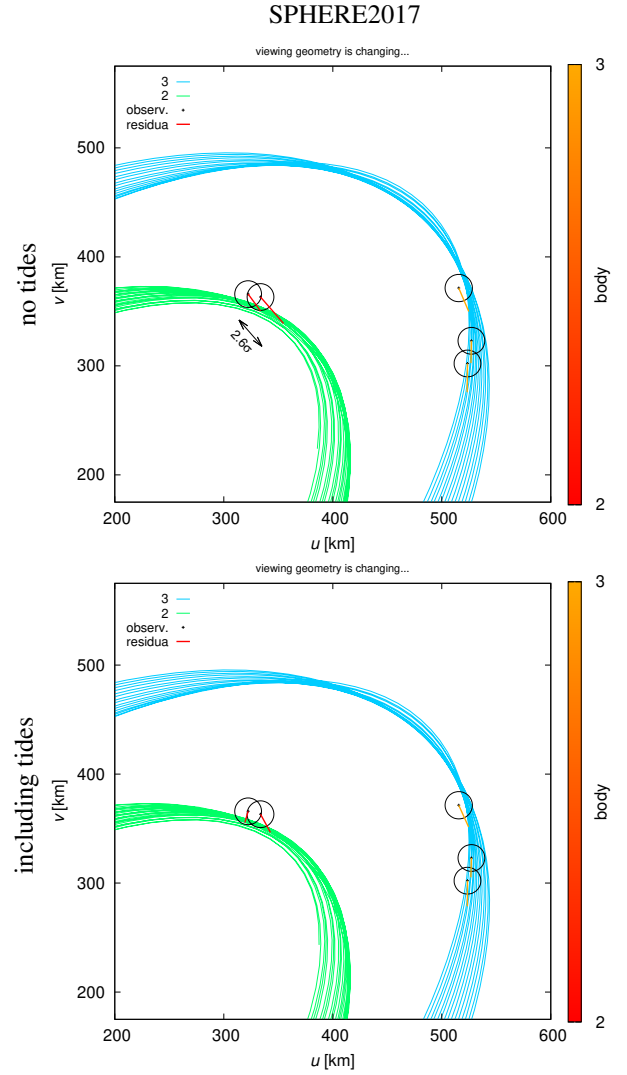 SPHERE2017
no tides
viewing geometry is changing...
3
2
observ.
residua
2.6σ
500
400
300
200
v [km]
200 300 400 500 600
u [km]
3
body
2
including tides
viewing geometry is changing...
3
2
observ.
residua
500
400
300
200
v [km]
200 300 400 500 600
u [km]
3
body
2